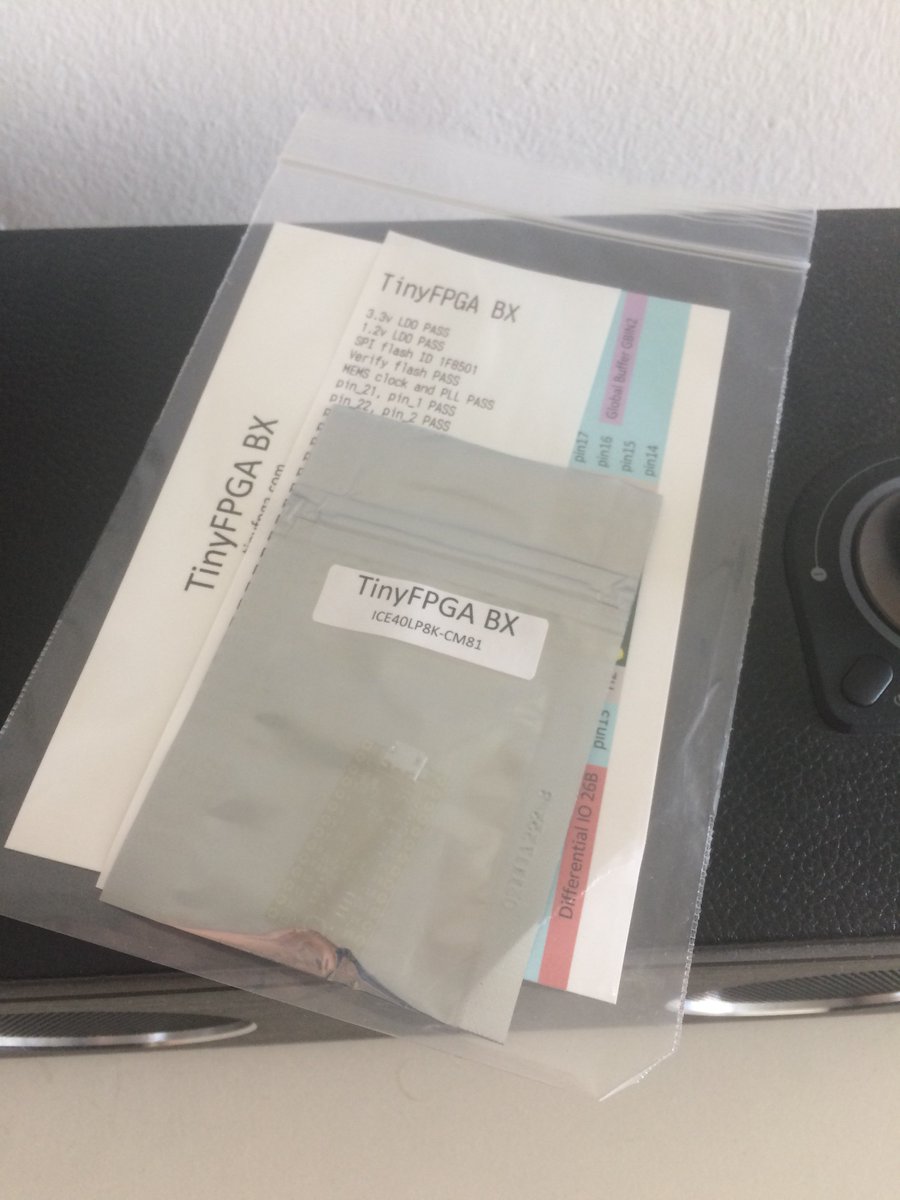 TinyFPGA BX
3.3v LDO PASS
1.2v LDO PASS
SPI flash ID 1F8501
Verify flash PASS
MEMS clock and PLL PASS
pin_21, pin_1 PASS
pin_22, pin_2 PASS
Global Buffer GBIN2
pin17
pin16
pin15
pin14
TinyFPGA BX
tinyfpga.com
TinyFPGA BX
ICE40LP8K-CM81
pin13
Differential IO 26B